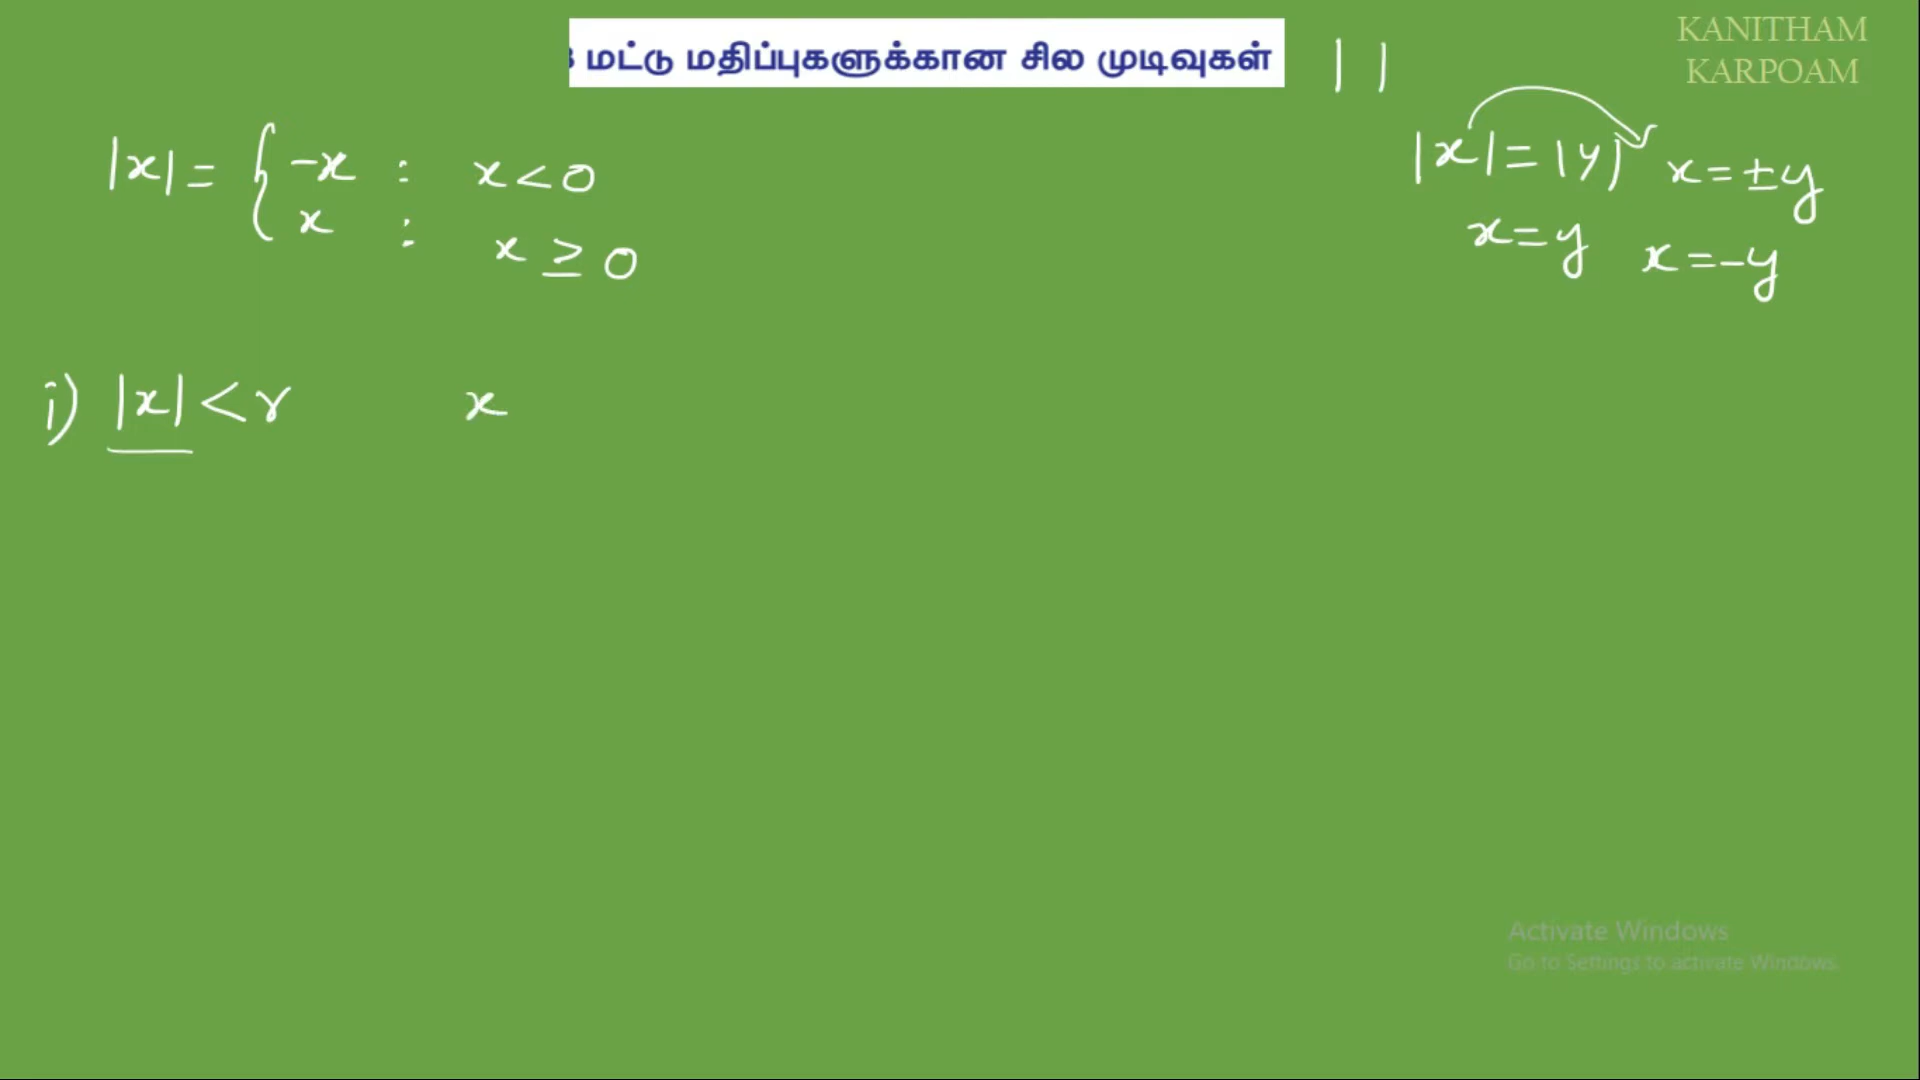 மட்டு மதிப்புகளுக்கான சில முடிவுகள் | |
KANITHAM
KARPOAM
|x| = { -x : x < 0
x : x ≥ 0
|x| = |y| x = ±y
x = y x = -y
i) |x| < r x
Activate Windows
Go to Settings to activate Windows.